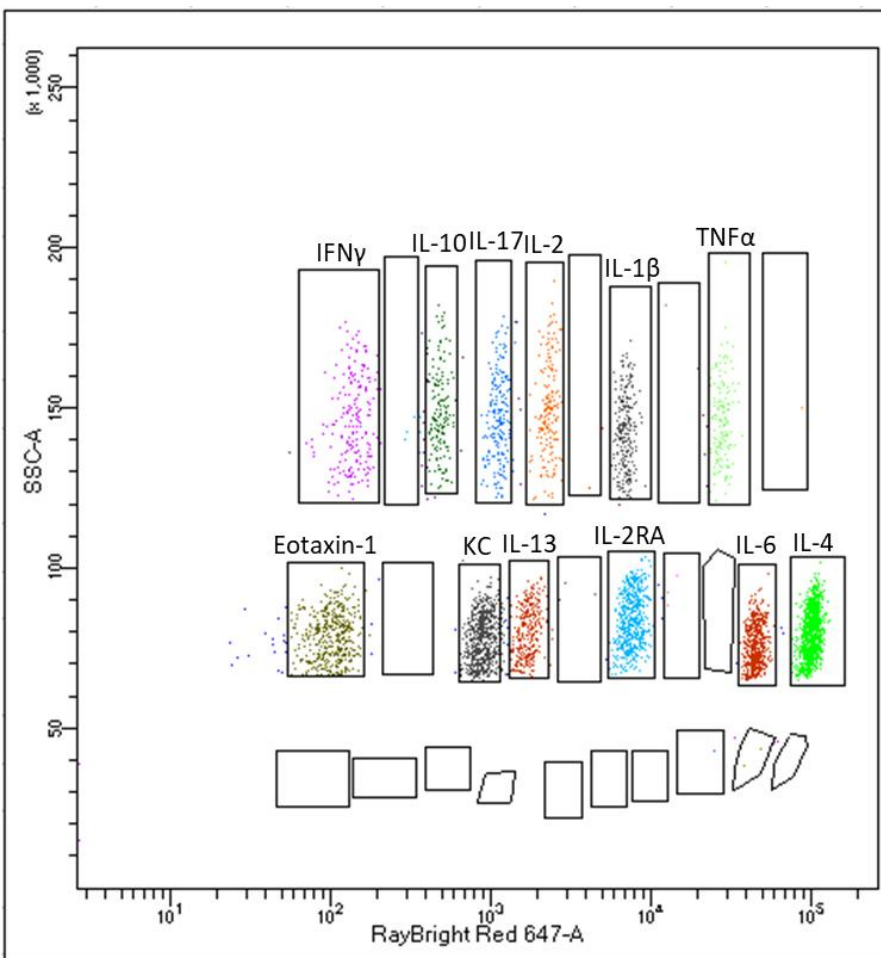 (x 1,000)
250
200
150
100
50
SSC-A
IFNγ
IL-10
IL-17
IL-2
IL-1β
TNFα
Eotaxin-1
KC
IL-13
IL-2RA
IL-6
IL-4
10¹
10²
10³
10⁴
10⁵
RayBright Red 647-A